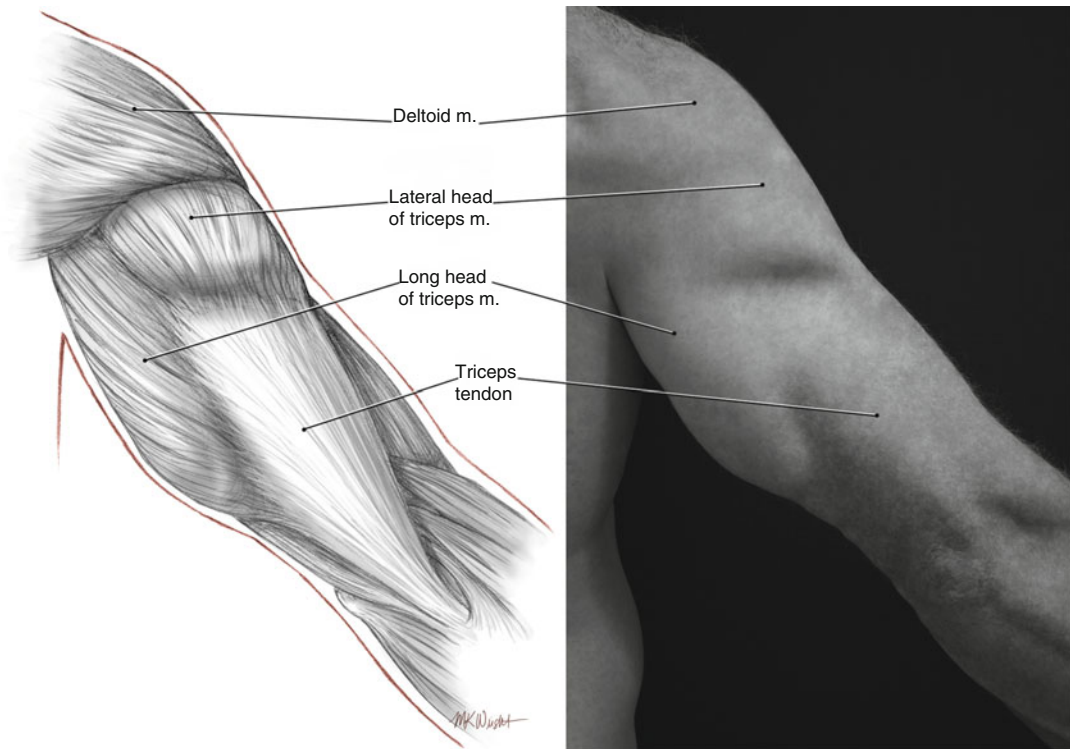 Deltoid m.
Lateral head
of triceps m.
Long head
of triceps m.
Triceps
tendon
MKWright